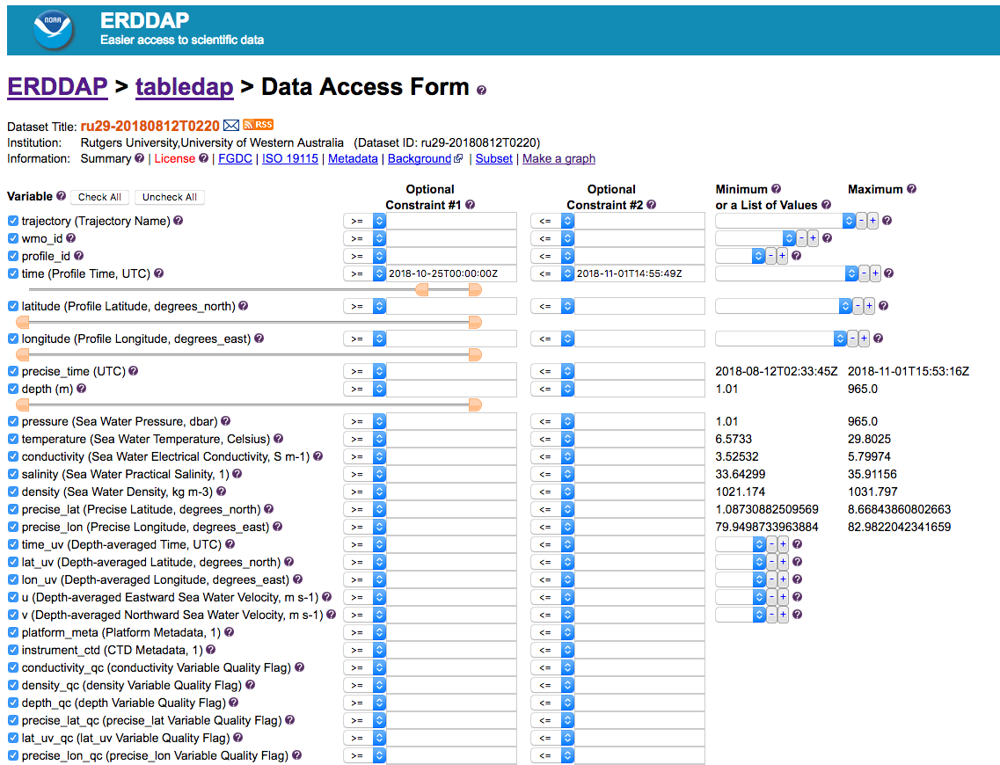 NOAA
ERDDAP
Easier access to scientific data
ERDDAP > tabledap > Data Access Form ?
Dataset Title: ru29-20180812T0220 RSS
Institution: Rutgers University,University of Western Australia (Dataset ID: ru29-20180812T0220)
Information: Summary ? | License ? | FGDC | ISO 19115 | Metadata | Background | Subset | Make a graph
Variable ? Check All Uncheck All Optional Constraint #1 ? Optional Constraint #2 ? Minimum ? or a List of Values ? Maximum ?
trajectory (Trajectory Name) ? >= <= - + ?
wmo_id ? >= <= - + ?
profile_id ? >= <= - + ?
time (Profile Time, UTC) ? >= 2018-10-25T00:00:00Z <= 2018-11-01T14:55:49Z - + ?
latitude (Profile Latitude, degrees_north) ? >= <= - + ?
longitude (Profile Longitude, degrees_east) ? >= <= - + ?
precise_time (UTC) ? >= <= 2018-08-12T02:33:45Z 2018-11-01T15:53:16Z
depth (m) ? >= <= 1.01 965.0
pressure (Sea Water Pressure, dbar) ? >= <= 1.01 965.0
temperature (Sea Water Temperature, Celsius) ? >= <= 6.5733 29.8025
conductivity (Sea Water Electrical Conductivity, S m-1) ? >= <= 3.52532 5.79974
salinity (Sea Water Practical Salinity, 1) ? >= <= 33.64299 35.91156
density (Sea Water Density, kg m-3) ? >= <= 1021.174 1031.797
precise_lat (Precise Latitude, degrees_north) ? >= <= 1.08730882509569 8.66843860802663
precise_lon (Precise Longitude, degrees_east) ? >= <= 79.9498733963884 82.9822042341659
time_uv (Depth-averaged Time, UTC) ? >= <= - + ?
lat_uv (Depth-averaged Latitude, degrees_north) ? >= <= - + ?
lon_uv (Depth-averaged Longitude, degrees_east) ? >= <= - + ?
u (Depth-averaged Eastward Sea Water Velocity, m s-1) ? >= <= - + ?
v (Depth-averaged Northward Sea Water Velocity, m s-1) ? >= <= - + ?
platform_meta (Platform Metadata, 1) ? >= <=
instrument_ctd (CTD Metadata, 1) ? >= <=
conductivity_qc (conductivity Variable Quality Flag) ? >= <=
density_qc (density Variable Quality Flag) ? >= <=
depth_qc (depth Variable Quality Flag) ? >= <=
precise_lat_qc (precise_lat Variable Quality Flag) ? >= <=
lat_uv_qc (lat_uv Variable Quality Flag) ? >= <=
precise_lon_qc (precise_lon Variable Quality Flag) ? >= <=